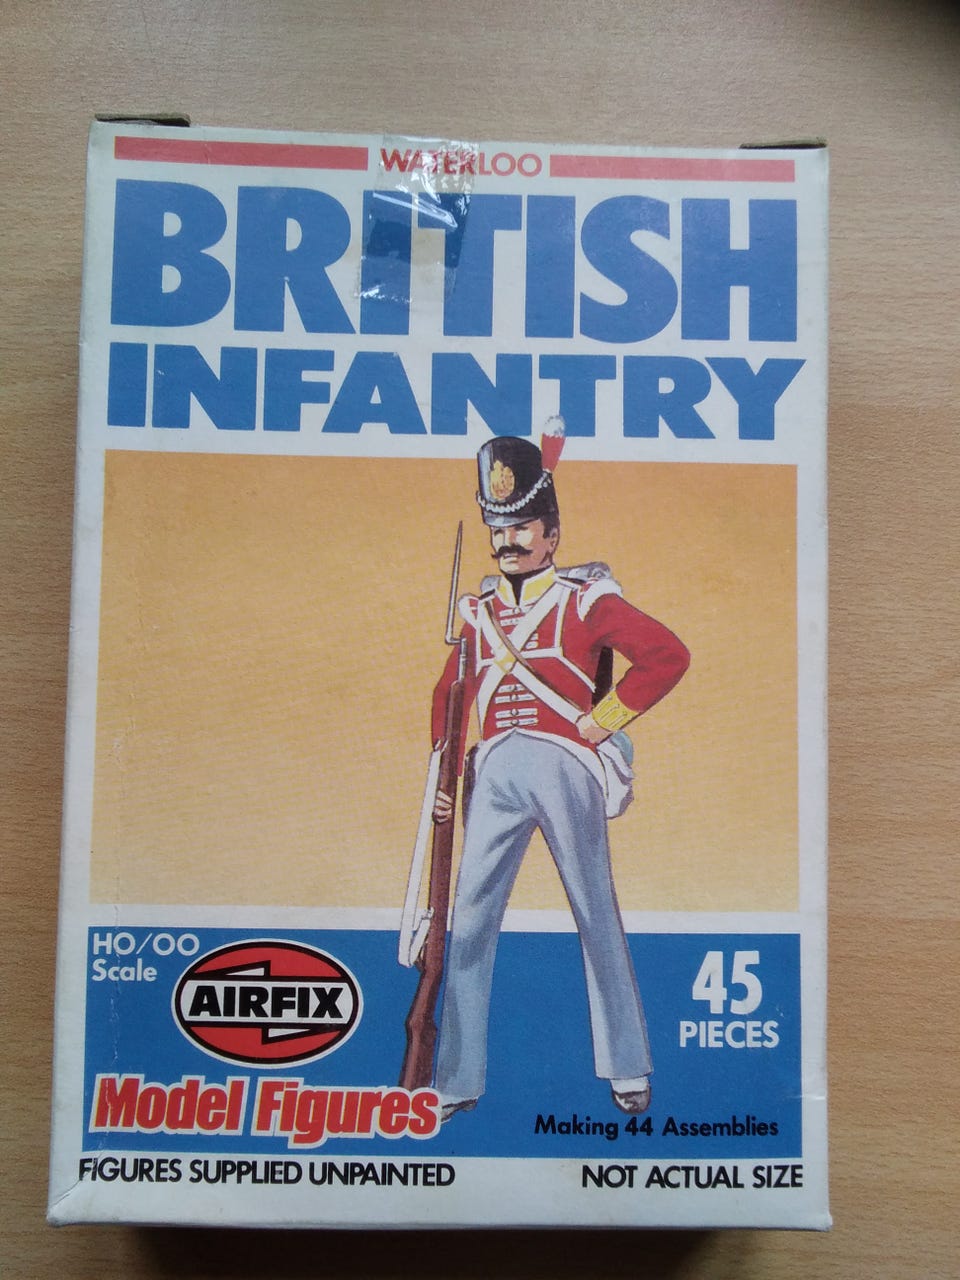 WATERLOO
BRITISH
INFANTRY
HO/OO
Scale
AIRFIX
45
PIECES
Model Figures
Making 44 Assemblies
FIGURES SUPPLIED UNPAINTED
NOT ACTUAL SIZE